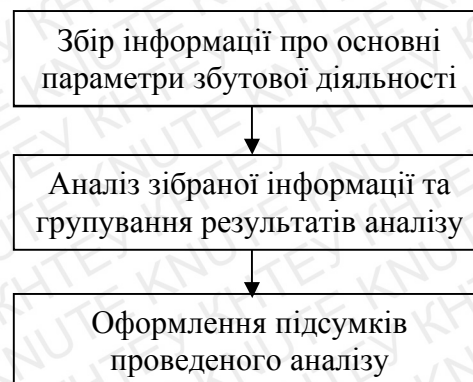 Збір інформації про основні
параметри збутової діяльності
Аналіз зібраної інформації та
групування результатів аналізу
Оформлення підсумків
проведеного аналізу